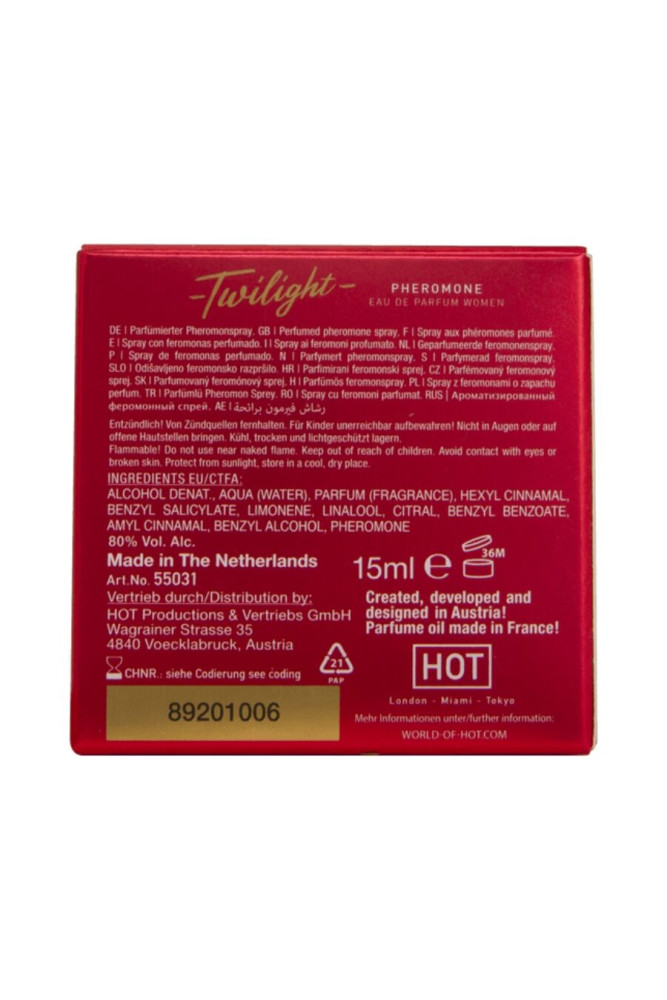 -Twilight-
PHEROMONE
EAU DE PARFUM WOMEN
DE | Parfümierter Pheromonspray. GB | Perfumed pheromone spray. F | Spray aux phéromones parfumé.
E | Spray con feromonas perfumado. I | Spray ai feromoni profumato. NL | Geparfumeerde feromonenspray.
P | Spray de feromonas perfumado. N | Parfymert pheromonspray. S | Parfymerad feromonspray.
SLO | Odišavljeno feromonsko razpršilo. HR | Parfimirani feromonski sprej. CZ | Parfémovaný feromonový
sprej. SK | Parfumovaný feromónový sprej. H | Parfümös feromonspray. PL | Spray z feromonami o zapachu
perfum. TR | Parfümlü Pheromon Sprey. RO | Spray cu feromoni parfumat. RUS | Ароматизированный
феромонный спрей. AE | رشاش فيرمون برائحة
Entzündlich! Von Zündquellen fernhalten. Für Kinder unerreichbar aufbewahren! Nicht in Augen oder auf
offene Hautstellen bringen. Kühl, trocken und lichtgeschützt lagern.
Flammable! Do not use near naked flame. Keep out of reach of children. Avoid contact with eyes or
broken skin. Protect from sunlight, store in a cool, dry place.
INGREDIENTS EU/CTFA:
ALCOHOL DENAT., AQUA (WATER), PARFUM (FRAGRANCE), HEXYL CINNAMAL,
BENZYL SALICYLATE, LIMONENE, LINALOOL, CITRAL, BENZYL BENZOATE,
AMYL CINNAMAL, BENZYL ALCOHOL, PHEROMONE
80% Vol. Alc.
Made in The Netherlands
Art.No. 55031
Vertrieb durch/Distribution by:
HOT Productions & Vertriebs GmbH
Wagrainer Strasse 35
4840 Voecklabruck, Austria
CHNR.: siehe Codierung see coding
21
PAP
89201006
15ml e
36M
Created, developed and
designed in Austria!
Parfume oil made in France!
HOT
London - Miami - Tokyo
Mehr Informationen unter/further information:
WORLD-OF-HOT.COM